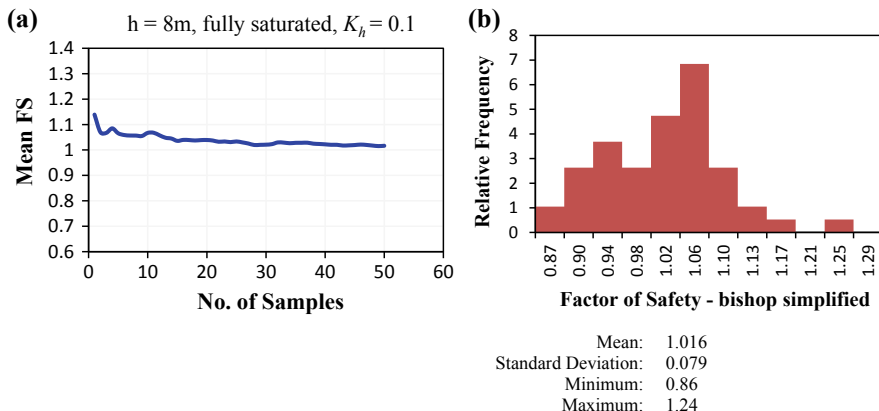 (a)
h = 8m, fully saturated, K_h = 0.1
1.4
1.3
1.2
1.1
1
0.9
0.8
0.7
0.6
Mean FS
0 10 20 30 40 50 60
No. of Samples
(b)
8
7
6
5
4
3
2
1
0
Relative Frequency
0.87 0.90 0.94 0.98 1.02 1.06 1.10 1.13 1.17 1.21 1.25 1.29
Factor of Safety - bishop simplified
Mean: 1.016
Standard Deviation: 0.079
Minimum: 0.86
Maximum: 1.24